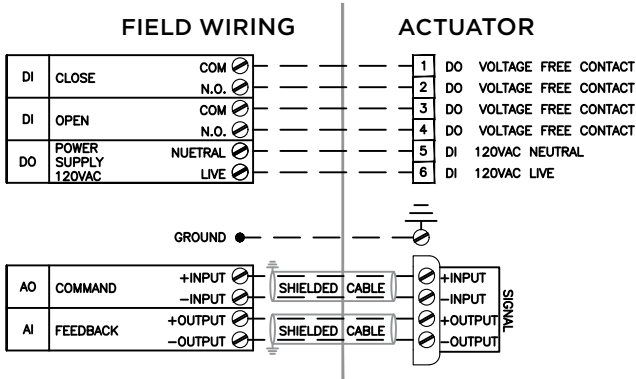 FIELD WIRING ACTUATOR
DI CLOSE COM 1 DO VOLTAGE FREE CONTACT
N.O. 2 DO VOLTAGE FREE CONTACT
DI OPEN COM 3 DO VOLTAGE FREE CONTACT
N.O. 4 DO VOLTAGE FREE CONTACT
DO POWER SUPPLY 120VAC NUETRAL 5 DI 120VAC NEUTRAL
LIVE 6 DI 120VAC LIVE
GROUND
AO COMMAND +INPUT SHIELDED CABLE +INPUT
-INPUT -INPUT
AI FEEDBACK +OUTPUT SHIELDED CABLE +OUTPUT
-OUTPUT -OUTPUT
SIGNAL